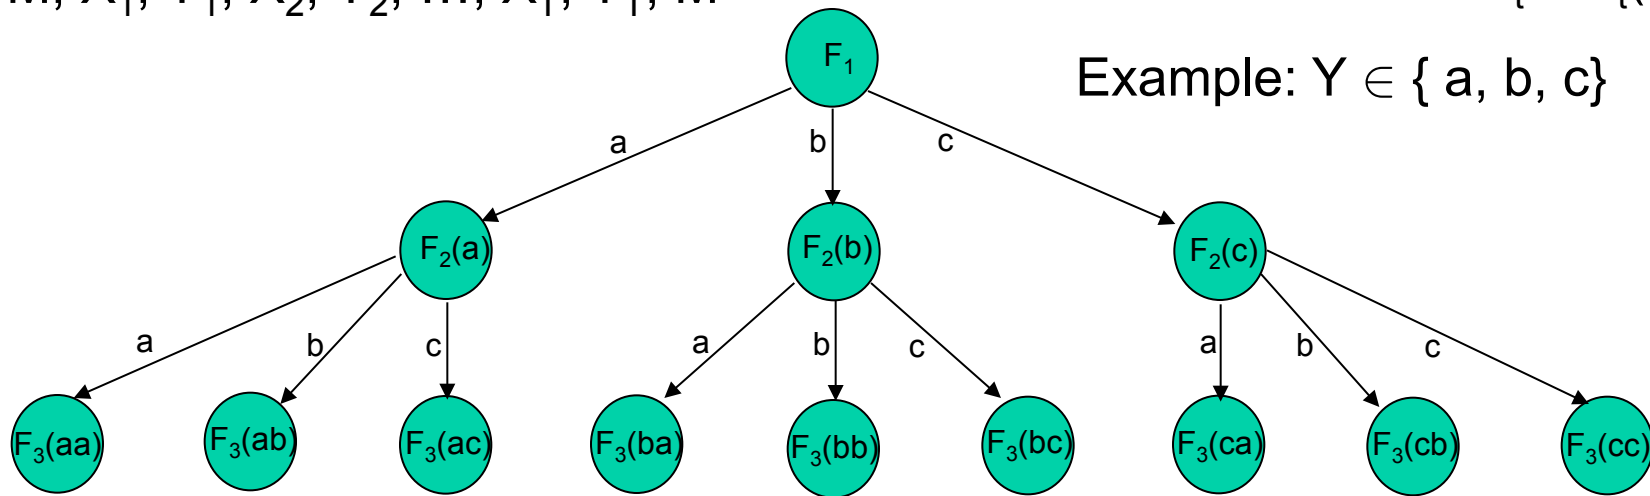 F₁
Example: Y ∈ { a, b, c}
a b c
F₂(a) F₂(b) F₂(c)
a b c a b c a b c
F₃(aa) F₃(ab) F₃(ac) F₃(ba) F₃(bb) F₃(bc) F₃(ca) F₃(cb) F₃(cc)